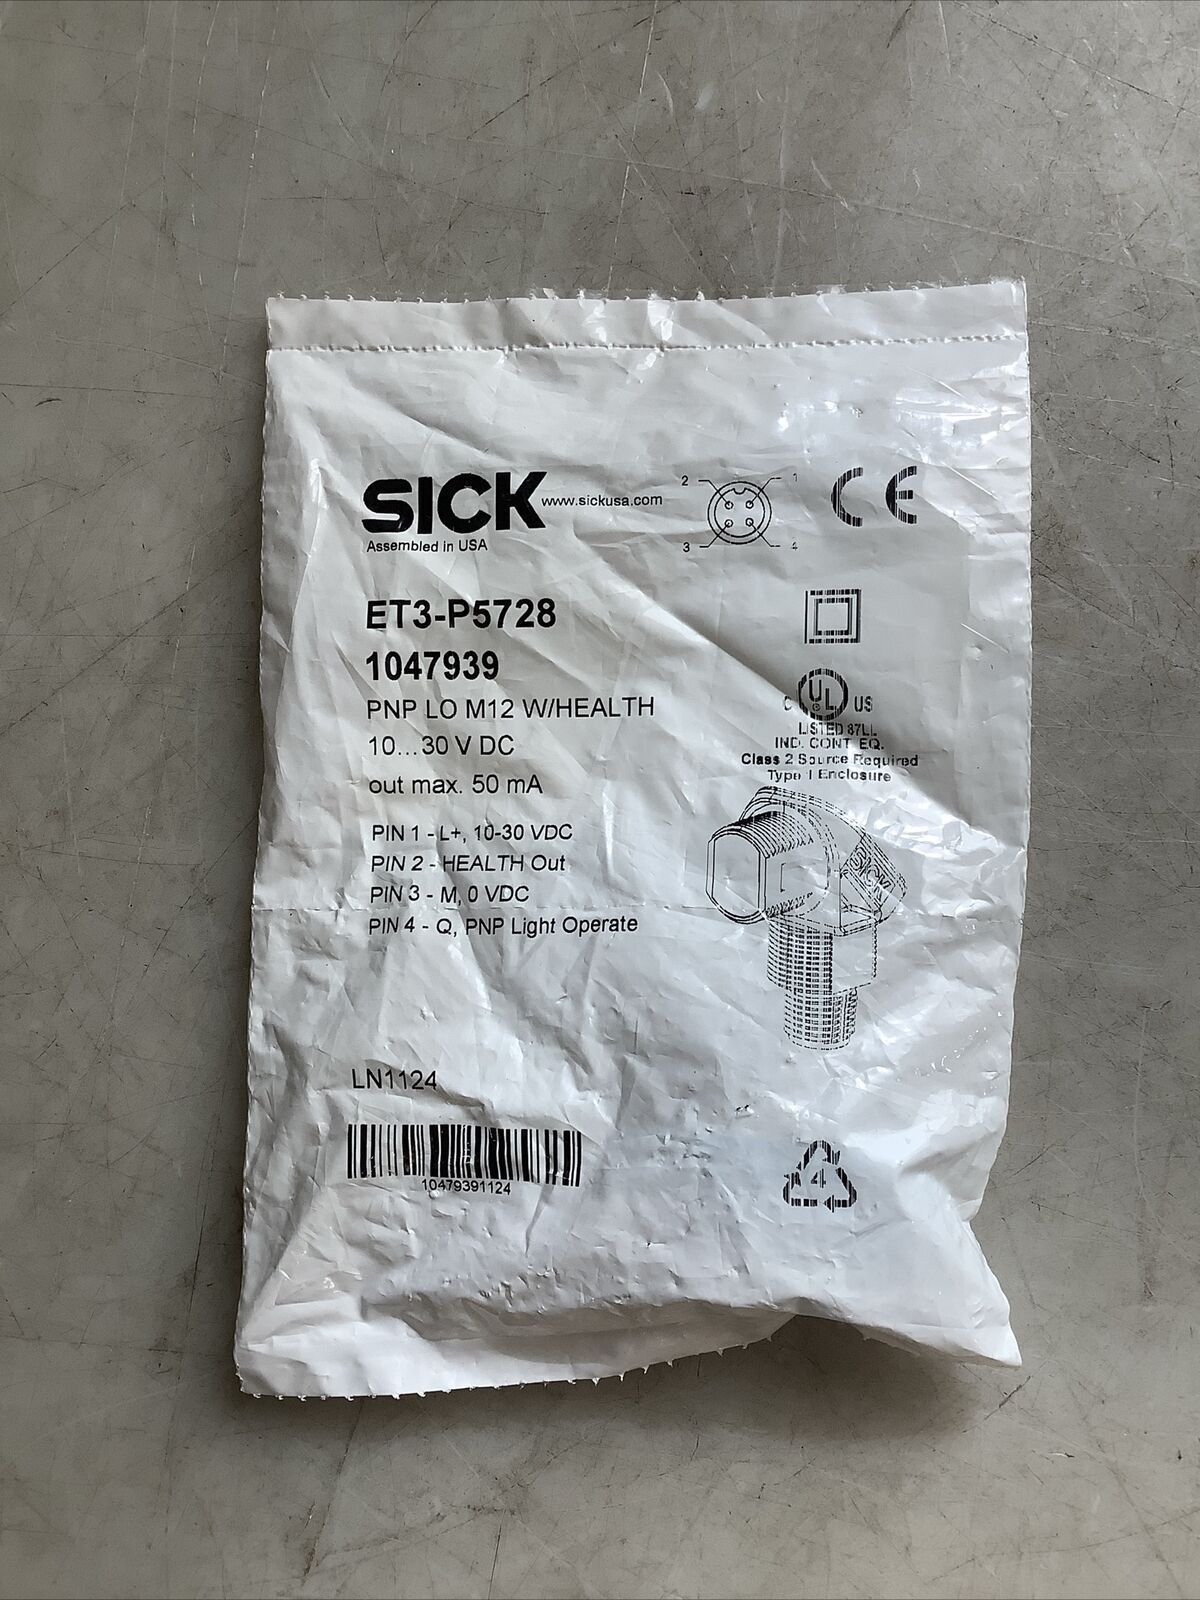 SICK www.sickusa.com
Assembled in USA
2 1
3 4
CE
ET3-P5728
1047939
PNP LO M12 W/HEALTH
10...30 V DC
out max. 50 mA
C UL US
LISTED 87LL
IND. CONT. EQ.
Class 2 Source Required
Type 1 Enclosure
PIN 1 - L+, 10-30 VDC
PIN 2 - HEALTH Out
PIN 3 - M, 0 VDC
PIN 4 - Q, PNP Light Operate
SICK
LN1124
10479391124
4